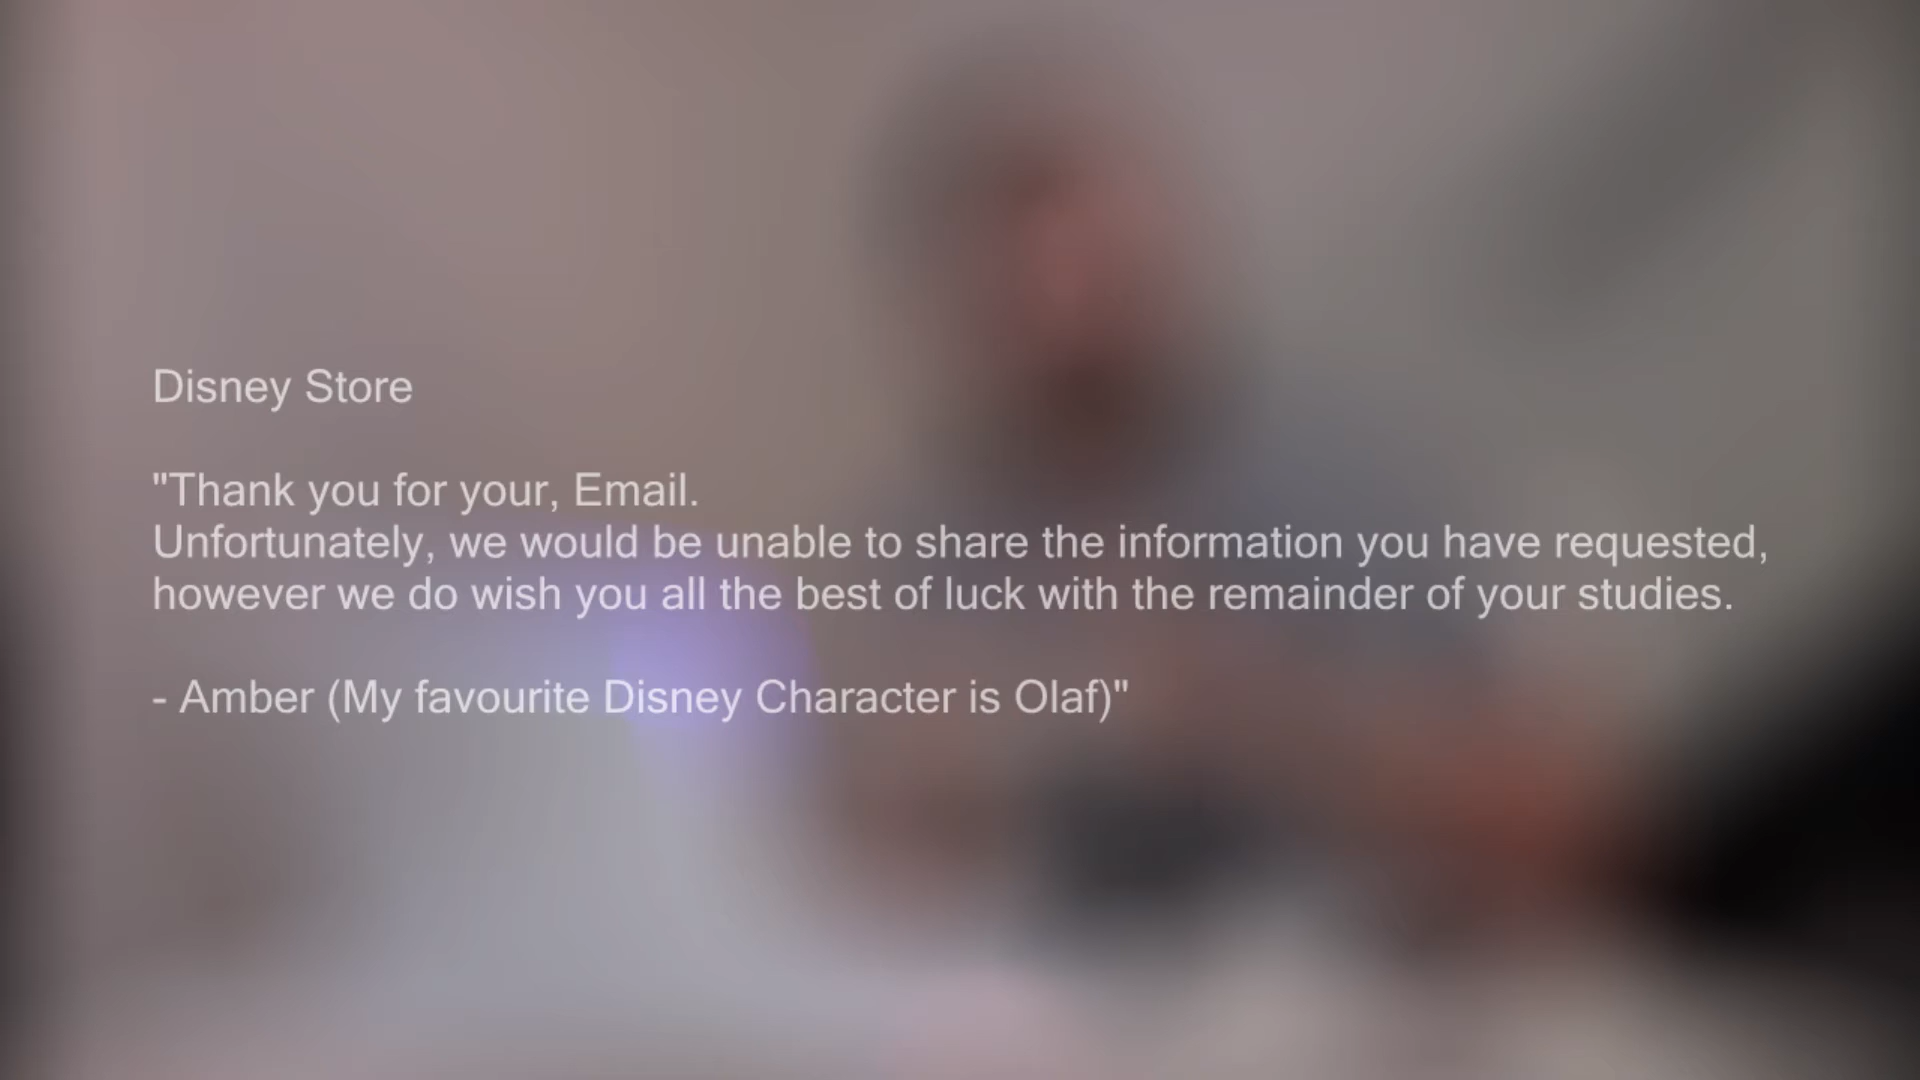 Disney Store
"Thank you for your, Email.
Unfortunately, we would be unable to share the information you have requested,
however we do wish you all the best of luck with the remainder of your studies.
- Amber (My favourite Disney Character is Olaf)"